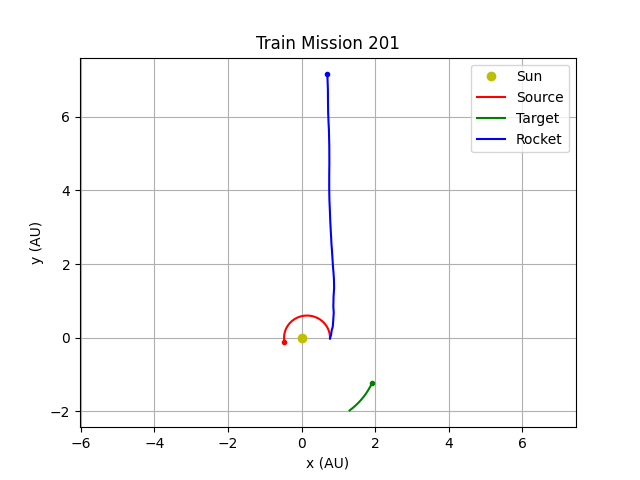 Train Mission 201
Sun
Source
Target
Rocket
6
4
2
0
−2
y (AU)
−6
−4
−2
0
2
4
6
x (AU)